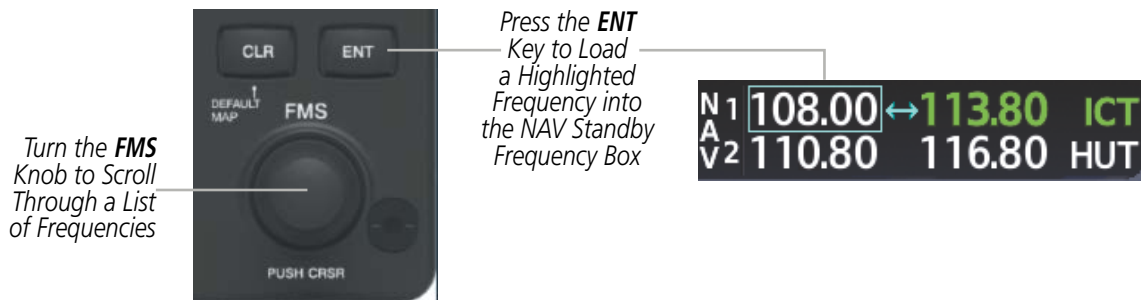 Turn the FMS
Knob to Scroll
Through a List
of Frequencies
CLR ENT
DEFAULT
MAP
FMS
PUSH CRSR
Press the ENT
Key to Load
a Highlighted
Frequency into
the NAV Standby
Frequency Box
NAV
1 108.00 ↔ 113.80 ICT
2 110.80 116.80 HUT